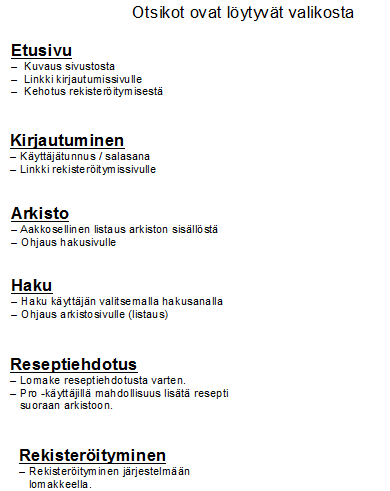 Otsikot ovat löytyvät valikosta
Etusivu
– Kuvaus sivustosta
– Linkki kirjautumissivulle
– Kehotus rekisteröitymisestä
Kirjautuminen
– Käyttäjätunnus / salasana
– Linkki rekisteröitymissivulle
Arkisto
– Aakkosellinen listaus arkiston sisällöstä
– Ohjaus hakusivulle
Haku
– Haku käyttäjän valitsemalla hakusanalla
– Ohjaus arkistosivulle (listaus)
Reseptiehdotus
– Lomake reseptiehdotusta varten.
– Pro -käyttäjillä mahdollisuus lisätä resepti
suoraan arkistoon.
Rekisteröityminen
– Rekisteröityminen järjestelmään
lomakkeella.